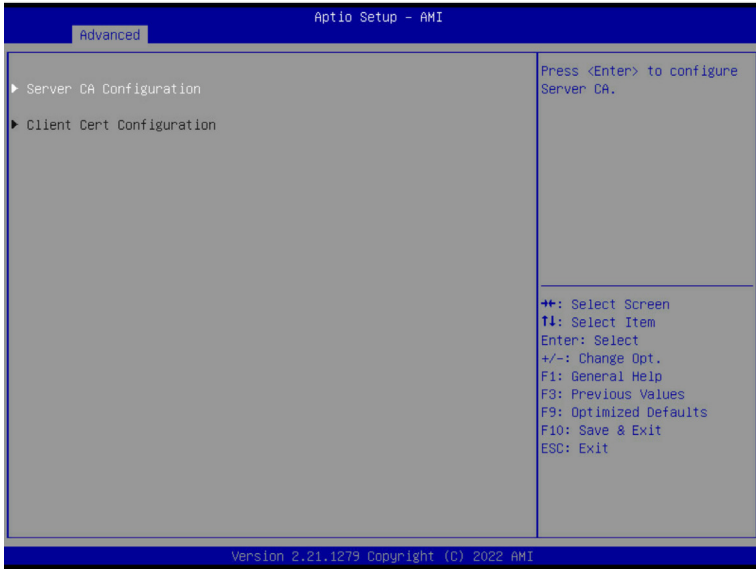 Aptio Setup - AMI
Advanced
▶ Server CA Configuration
▶ Client Cert Configuration
Press <Enter> to configure
Server CA.
→←: Select Screen
↑↓: Select Item
Enter: Select
+/-: Change Opt.
F1: General Help
F3: Previous Values
F9: Optimized Defaults
F10: Save & Exit
ESC: Exit
Version 2.21.1279 Copyright (C) 2022 AMI